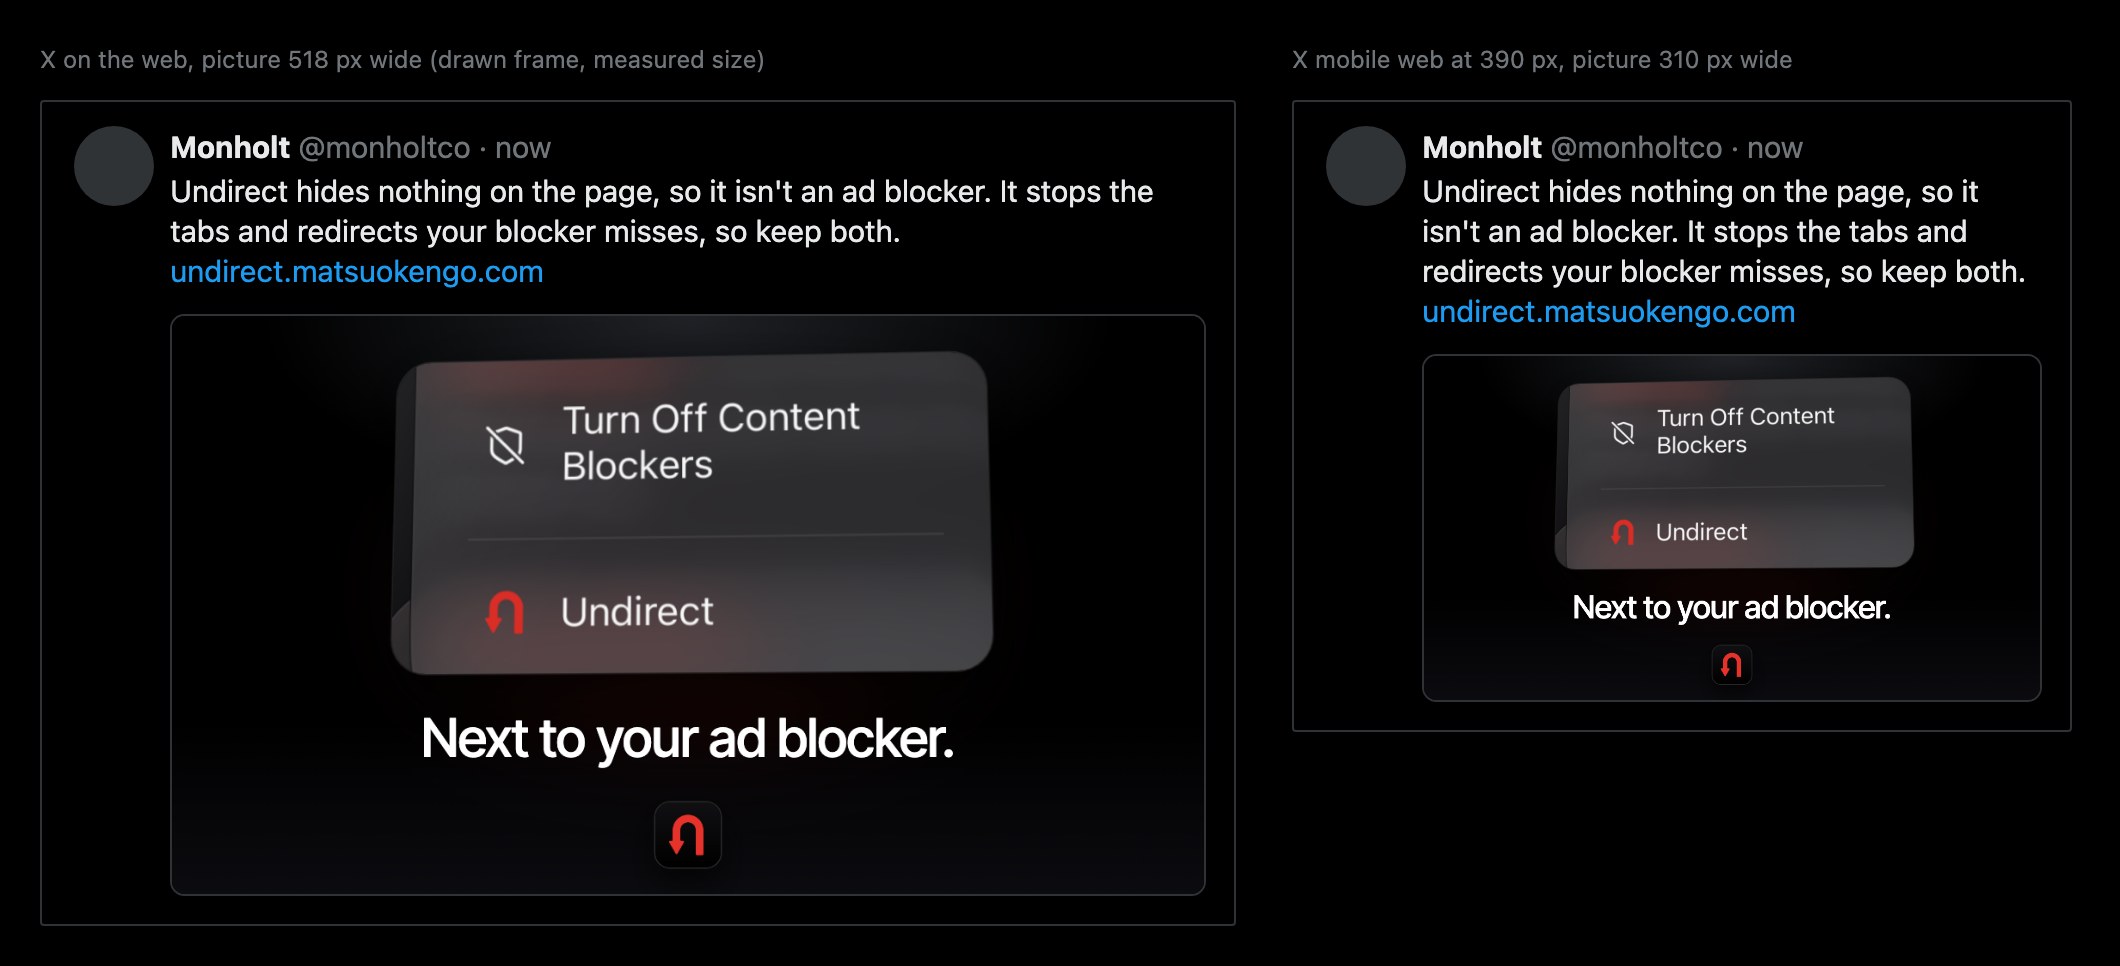 X on the web, picture 518 px wide (drawn frame, measured size)
Monholt @monholtco · now
Undirect hides nothing on the page, so it isn't an ad blocker. It stops the
tabs and redirects your blocker misses, so keep both.
undirect.matsuokengo.com
Turn Off Content
Blockers
Undirect
Next to your ad blocker.
X mobile web at 390 px, picture 310 px wide
Monholt @monholtco · now
Undirect hides nothing on the page, so it
isn't an ad blocker. It stops the tabs and
redirects your blocker misses, so keep both.
undirect.matsuokengo.com
Turn Off Content
Blockers
Undirect
Next to your ad blocker.